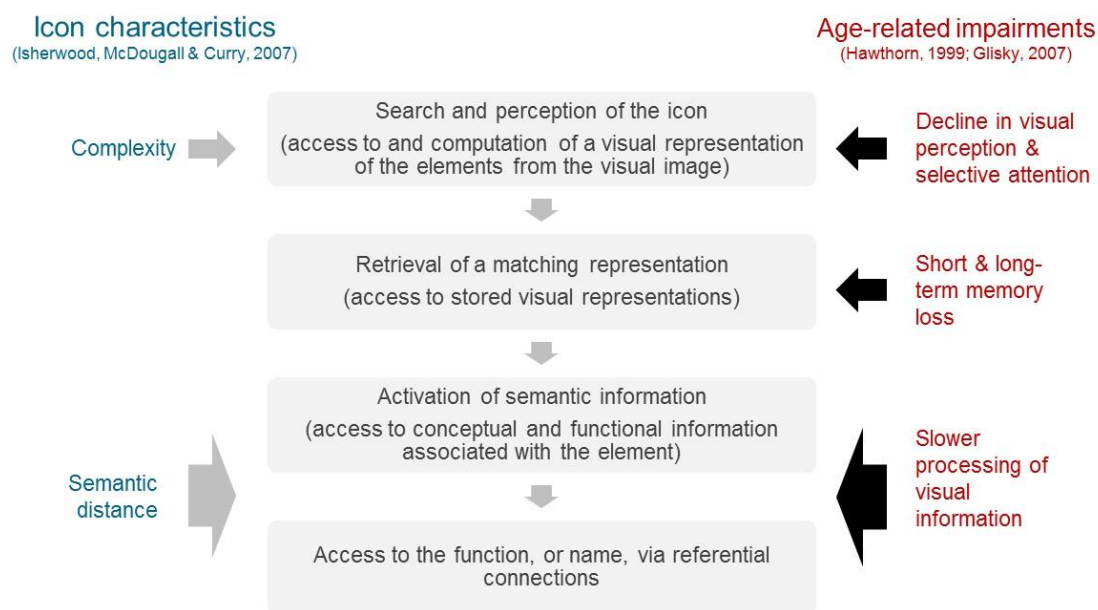 Icon characteristics
(Isherwood, McDougall & Curry, 2007)
Age-related impairments
(Hawthorn, 1999; Glisky, 2007)
Complexity
Search and perception of the icon
(access to and computation of a visual representation
of the elements from the visual image)
Decline in visual
perception &
selective attention
Retrieval of a matching representation
(access to stored visual representations)
Short & long-
term memory
loss
Activation of semantic information
(access to conceptual and functional information
associated with the element)
Semantic
distance
Slower
processing of
visual
information
Access to the function, or name, via referential
connections